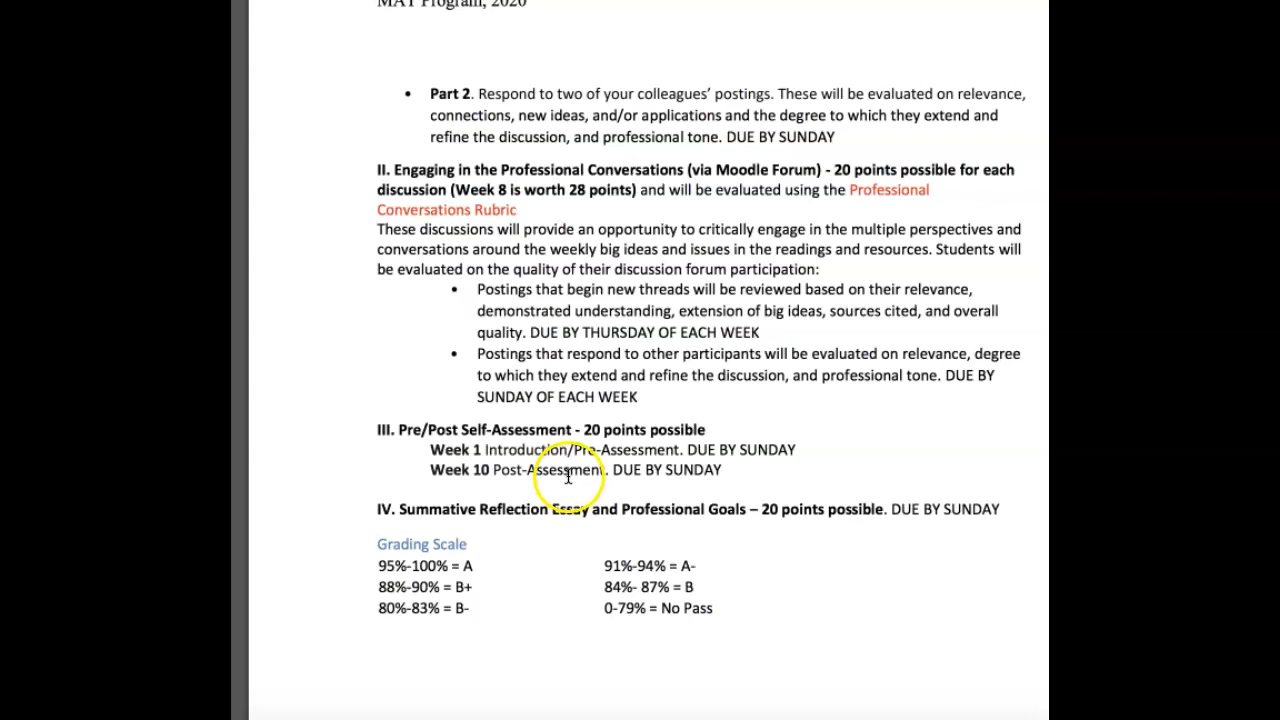 MAT Program, 2020
• Part 2. Respond to two of your colleagues’ postings. These will be evaluated on relevance,
connections, new ideas, and/or applications and the degree to which they extend and
refine the discussion, and professional tone. DUE BY SUNDAY
II. Engaging in the Professional Conversations (via Moodle Forum) - 20 points possible for each
discussion (Week 8 is worth 28 points) and will be evaluated using the Professional
Conversations Rubric
These discussions will provide an opportunity to critically engage in the multiple perspectives and
conversations around the weekly big ideas and issues in the readings and resources. Students will
be evaluated on the quality of their discussion forum participation:
• Postings that begin new threads will be reviewed based on their relevance,
demonstrated understanding, extension of big ideas, sources cited, and overall
quality. DUE BY THURSDAY OF EACH WEEK
• Postings that respond to other participants will be evaluated on relevance, degree
to which they extend and refine the discussion, and professional tone. DUE BY
SUNDAY OF EACH WEEK
III. Pre/Post Self-Assessment - 20 points possible
Week 1 Introduction/Pre-Assessment. DUE BY SUNDAY
Week 10 Post-Assessment. DUE BY SUNDAY
IV. Summative Reflection Essay and Professional Goals – 20 points possible. DUE BY SUNDAY
Grading Scale
95%-100% = A 91%-94% = A-
88%-90% = B+ 84%- 87% = B
80%-83% = B- 0-79% = No Pass